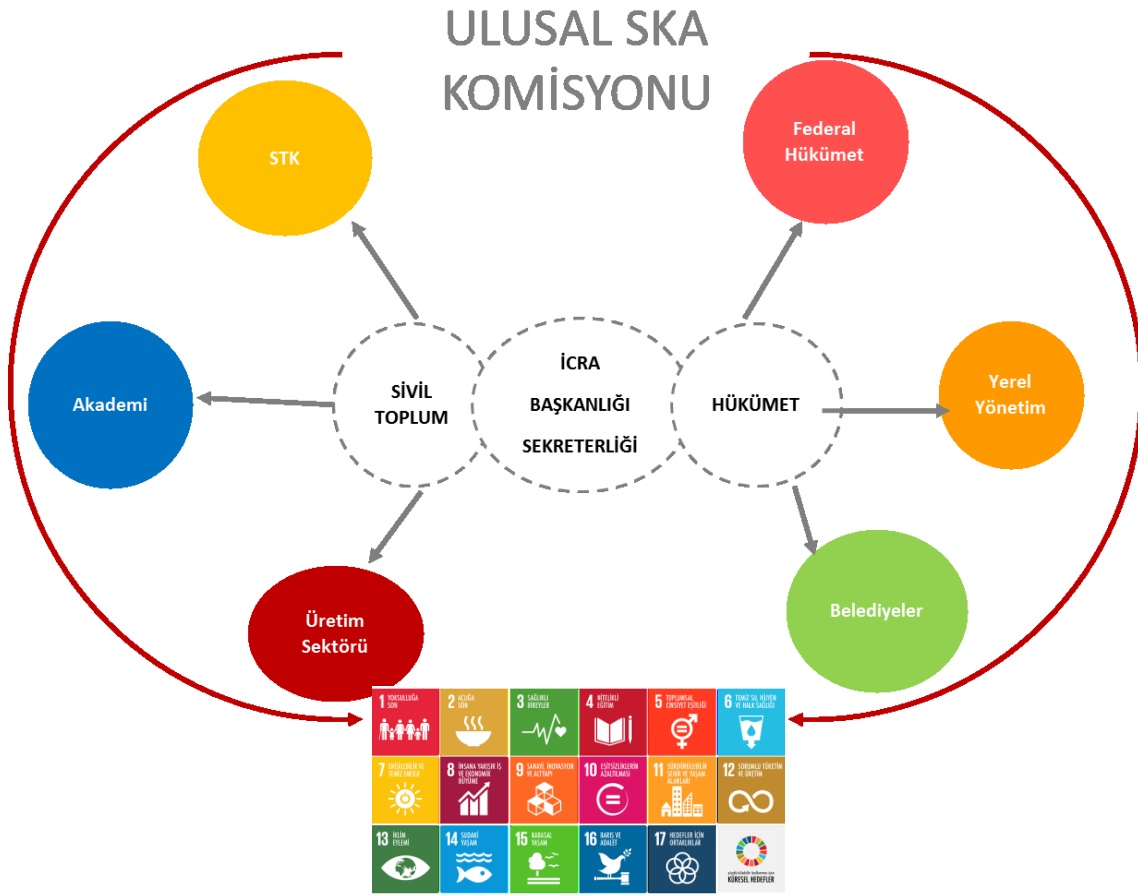 ULUSAL SKA
KOMİSYONU
STK
Federal
Hükümet
Akademi
SİVİL
TOPLUM
İCRA
BAŞKANLIĞI
SEKRETERLİĞİ
HÜKÜMET
Yerel
Yönetim
Üretim
Sektörü
Belediyeler
1 YOKSULLUĞA
SON
2 AÇLIĞA
SON
3 SAĞLIKLI
BİREYLER
4 NİTELİKLİ
EĞİTİM
5 TOPLUMSAL
CİNSİYET EŞİTLİĞİ
6 TEMİZ SU, HİJYEN
VE HALK SAĞLIĞI
7 ERİŞİLEBİLİR VE
TEMİZ ENERJİ
8 İNSANA YAKIŞIR İŞ
VE EKONOMİK
BÜYÜME
9 SANAYİ, İNOVASYON
VE ALTYAPI
10 EŞİTSİZLİKLERİN
AZALTILMASI
11 SÜRDÜRÜLEBİLİR
ŞEHİR VE YAŞAM
ALANLARI
12 SORUMLU TÜKETİM
VE ÜRETİM
13 İKLİM
EYLEMİ
14 SUDAKİ
YAŞAM
15 KARASAL
YAŞAM
16 BARIŞ VE
ADALET
17 HEDEFLER İÇİN
ORTAKLIKLAR
sürdürülebilir kalkınma için
KÜRESEL HEDEFLER